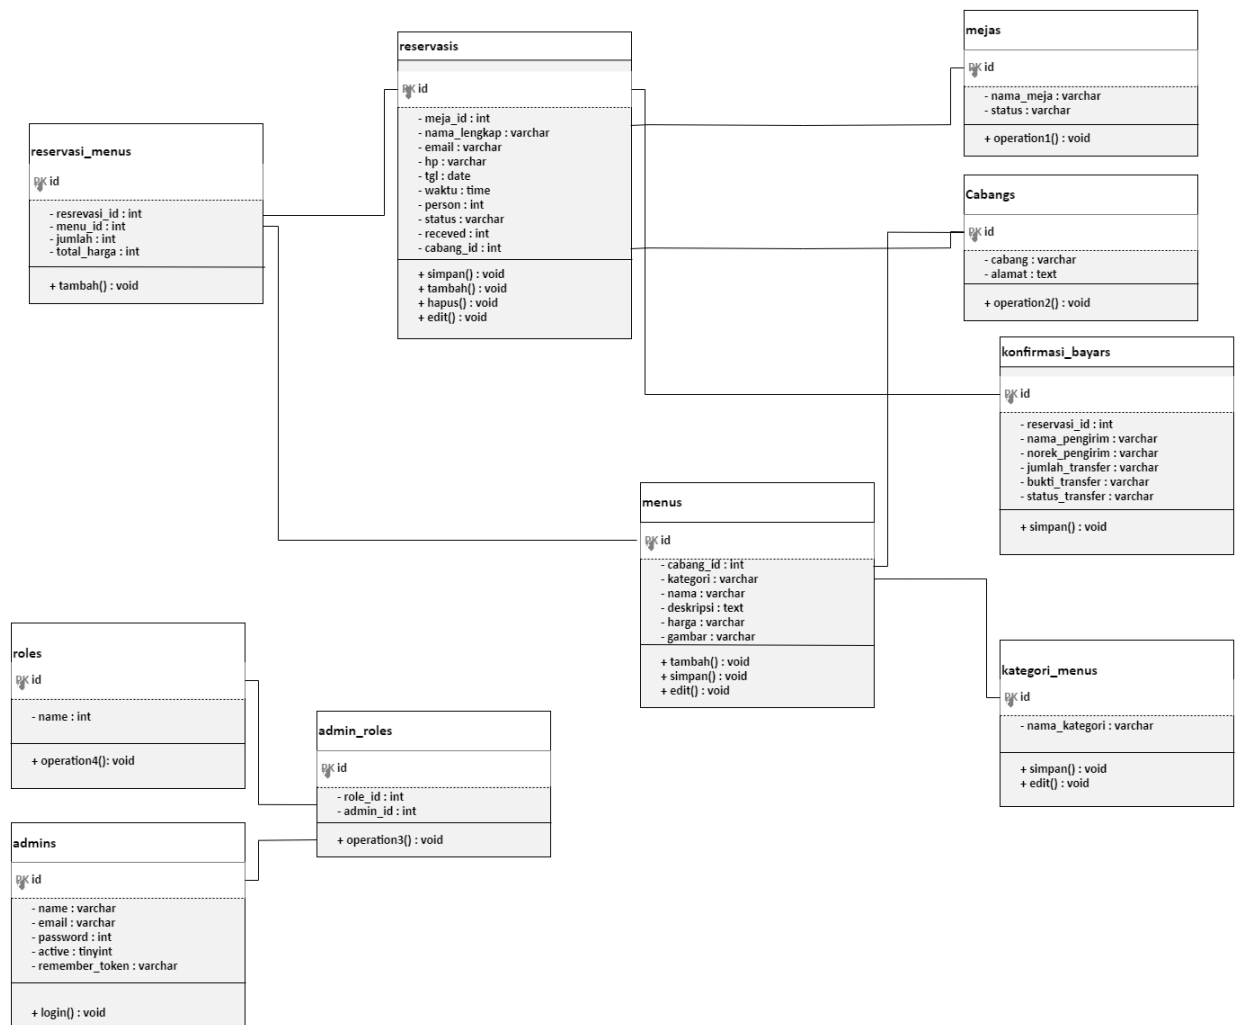 reservasis
PK id
- meja_id : int
- nama_lengkap : varchar
- email : varchar
- hp : varchar
- tgl : date
- waktu : time
- person : int
- status : varchar
- receved : int
- cabang_id : int
+ simpan() : void
+ tambah() : void
+ hapus() : void
+ edit() : void
mejas
PK id
- nama_meja : varchar
- status : varchar
+ operation1() : void
reservasi_menus
PK id
- resrevasi_id : int
- menu_id : int
- jumlah : int
- total_harga : int
+ tambah() : void
Cabangs
PK id
- cabang : varchar
- alamat : text
+ operation2() : void
konfirmasi_bayars
PK id
- reservasi_id : int
- nama_pengirim : varchar
- norek_pengirim : varchar
- jumlah_transfer : varchar
- bukti_transfer : varchar
- status_transfer : varchar
+ simpan() : void
menus
PK id
- cabang_id : int
- kategori : varchar
- nama : varchar
- deskripsi : text
- harga : varchar
- gambar : varchar
+ tambah() : void
+ simpan() : void
+ edit() : void
kategori_menus
PK id
- nama_kategori : varchar
+ simpan() : void
+ edit() : void
roles
PK id
- name : int
+ operation4(): void
admin_roles
PK id
- role_id : int
- admin_id : int
+ operation3() : void
admins
PK id
- name : varchar
- email : varchar
- password : int
- active : tinyint
- remember_token : varchar
+ login() : void